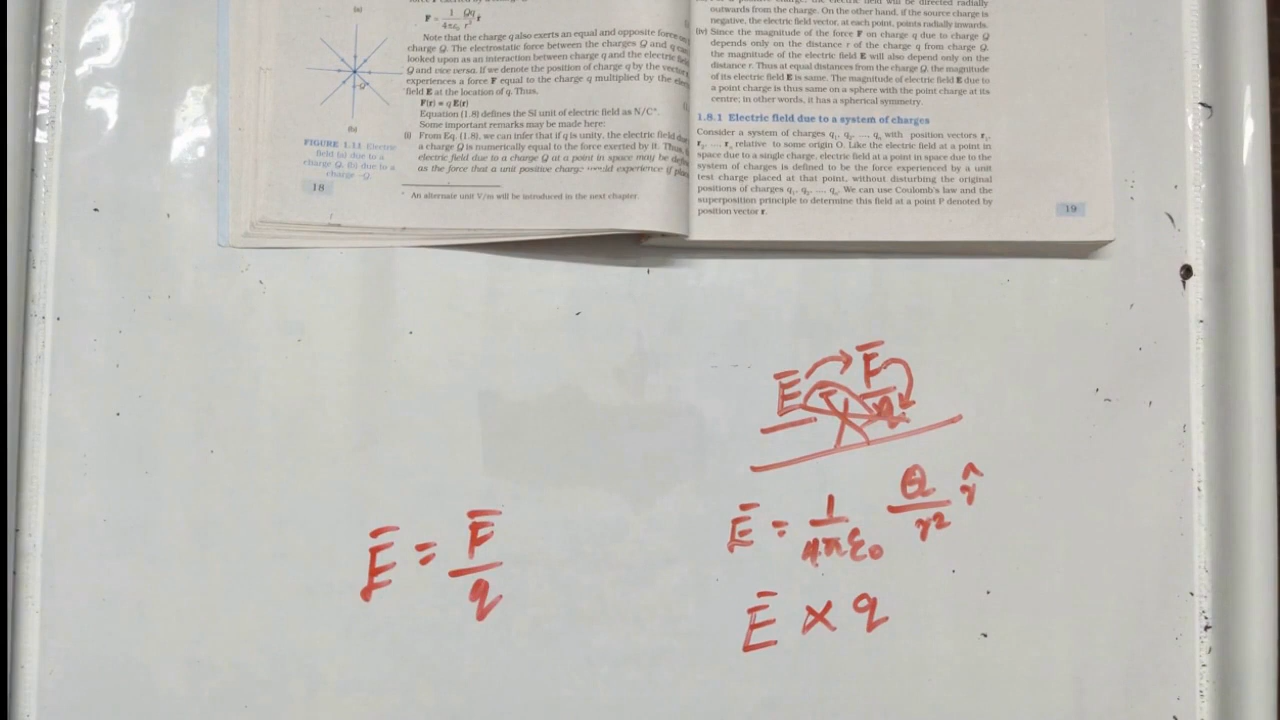 (a)
F = 1/4πε₀ Qq/r² r̂
Note that the charge q also exerts an equal and opposite force on
charge Q. The electrostatic force between the charges Q and q can
looked upon as an interaction between charge q and the electric
Q and vice versa. If we denote the position of charge q by the vector
experiences a force F equal to the charge q multiplied by the
field E at the location of q. Thus,
F(r) = q E(r)
Equation (1.8) defines the SI unit of electric field as N/C*.
Some important remarks may be made here:
(i) From Eq. (1.8), we can infer that if q is unity, the electric field
a charge Q is numerically equal to the force exerted by it. Thus,
electric field due to a charge Q at a point in space may be
as the force that a unit positive charge would experience if
(b)
FIGURE 1.11 Electric
field (a) due to a
charge Q, (b) due to a
charge –Q.
18
* An alternate unit V/m will be introduced in the next chapter.
will be directed radially
outwards from the charge. On the other hand, if the source charge is
negative, the electric field vector, at each point, points radially inwards.
(iv) Since the magnitude of the force F on charge q due to charge Q
depends only on the distance r of the charge q from charge Q,
the magnitude of the electric field E will also depend only on the
distance r. Thus at equal distances from the charge Q, the magnitude
of its electric field E is same. The magnitude of electric field E due to
a point charge is thus same on a sphere with the point charge at its
centre; in other words, it has a spherical symmetry.
1.8.1 Electric field due to a system of charges
Consider a system of charges q₁, q₂, ..., qₙ with position vectors r₁,
r₂, ..., rₙ relative to some origin O. Like the electric field at a point in
space due to a single charge, electric field at a point in space due to the
system of charges is defined to be the force experienced by a unit
test charge placed at that point, without disturbing the original
positions of charges q₁, q₂, ..., qₙ. We can use Coulomb's law and the
superposition principle to determine this field at a point P denoted by
position vector r.
19
E̅ F̅
E̅ = 1/4πε₀ Q/r² r̂
E̅ = F̅/q
E̅ × q